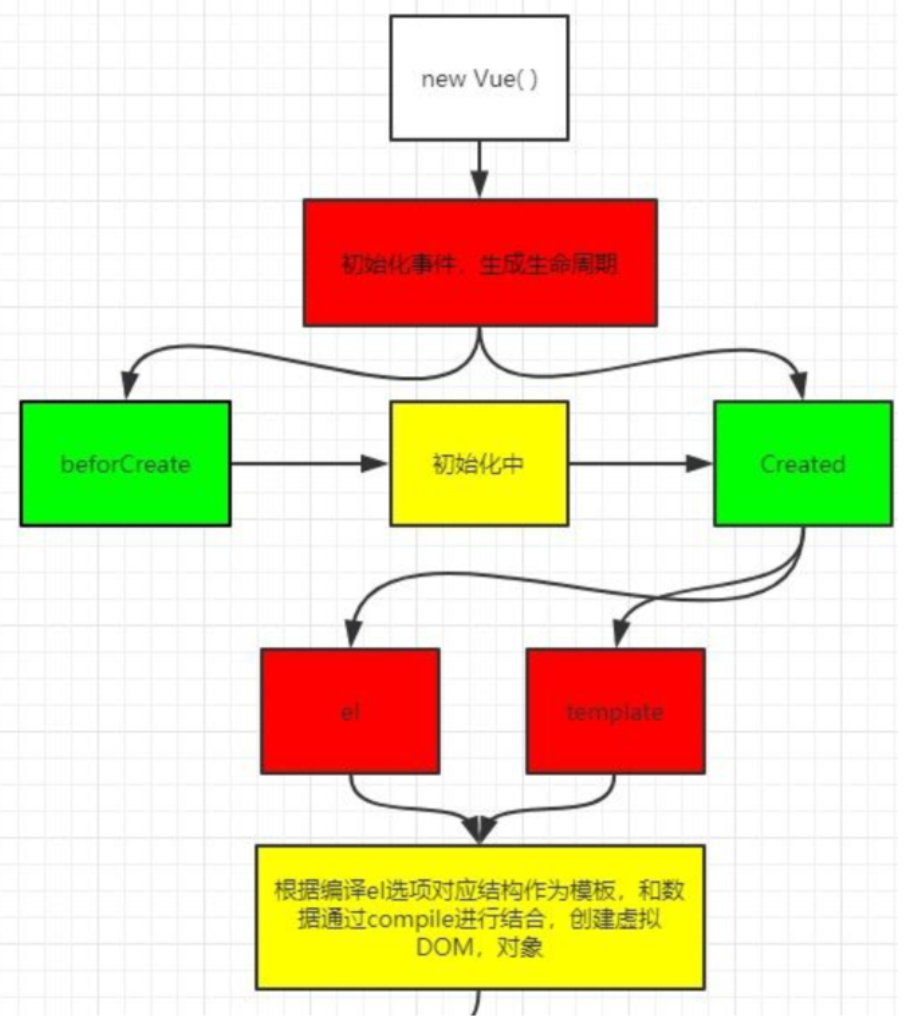 new Vue( )
初始化事件，生成生命周期
beforCreate
初始化中
Created
el
template
根据编译el选项对应结构作为模板，和数
据通过compile进行结合，创建虚拟
DOM，对象